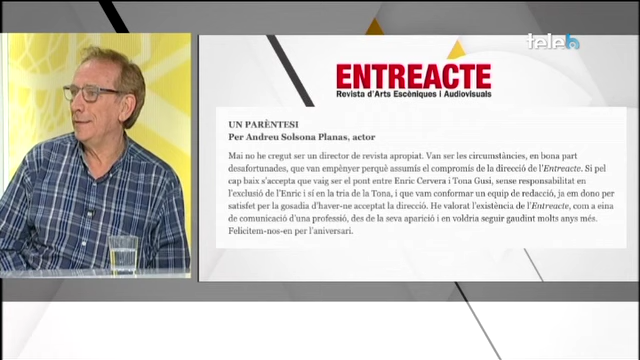 teleb
ENTREACTE
Revista d'Arts Escèniques i Audiovisuals
UN PARÈNTESI
Per Andreu Solsona Planas, actor
Mai no he cregut ser un director de revista apropiat. Van ser les circumstàncies, en bona part
desafortunades, que van empènyer perquè assumís el compromís de la direcció de l'Entreacte. Si pel
cap baix s'accepta que vaig ser el pont entre Enric Cervera i Tona Gusi, sense responsabilitat en
l'exclusió de l'Enric i sí en la tria de la Tona, i que vam conformar un equip de redacció, ja em dono per
satisfet per la gosadia d'haver-ne acceptat la direcció. He valorat l'existència de l'Entreacte, com a eina
de comunicació d'una professió, des de la seva aparició i en voldria seguir gaudint molts anys més.
Felicitem-nos-en per l'aniversari.